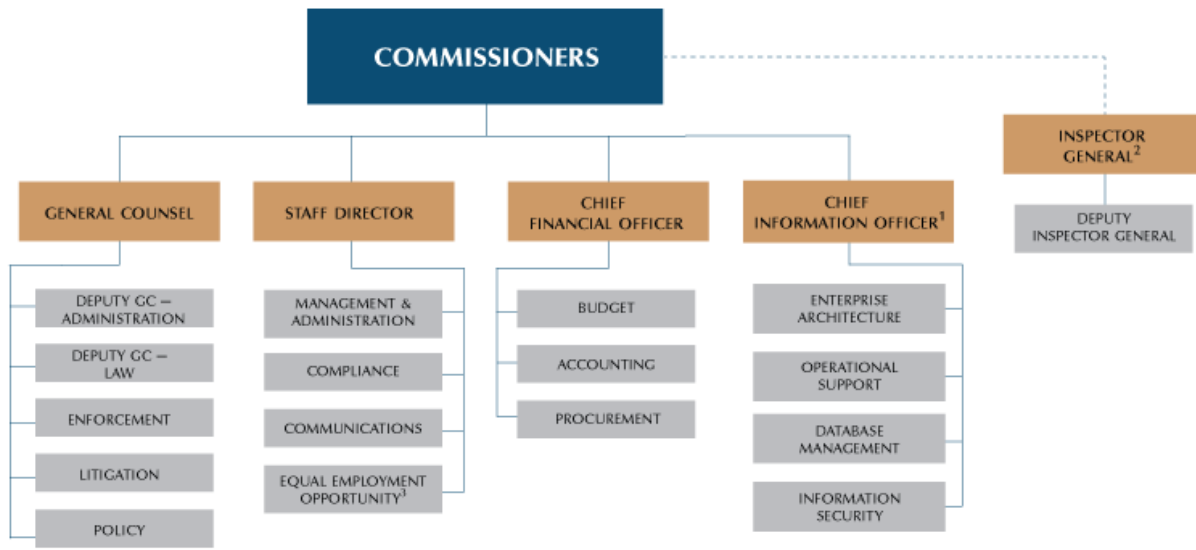 COMMISSIONERS
INSPECTOR
GENERAL²
DEPUTY
INSPECTOR GENERAL
GENERAL COUNSEL
DEPUTY GC –
ADMINISTRATION
DEPUTY GC –
LAW
ENFORCEMENT
LITIGATION
POLICY
STAFF DIRECTOR
MANAGEMENT &
ADMINISTRATION
COMPLIANCE
COMMUNICATIONS
EQUAL EMPLOYMENT
OPPORTUNITY³
CHIEF
FINANCIAL OFFICER
BUDGET
ACCOUNTING
PROCUREMENT
CHIEF
INFORMATION OFFICER¹
ENTERPRISE
ARCHITECTURE
OPERATIONAL
SUPPORT
DATABASE
MANAGEMENT
INFORMATION
SECURITY